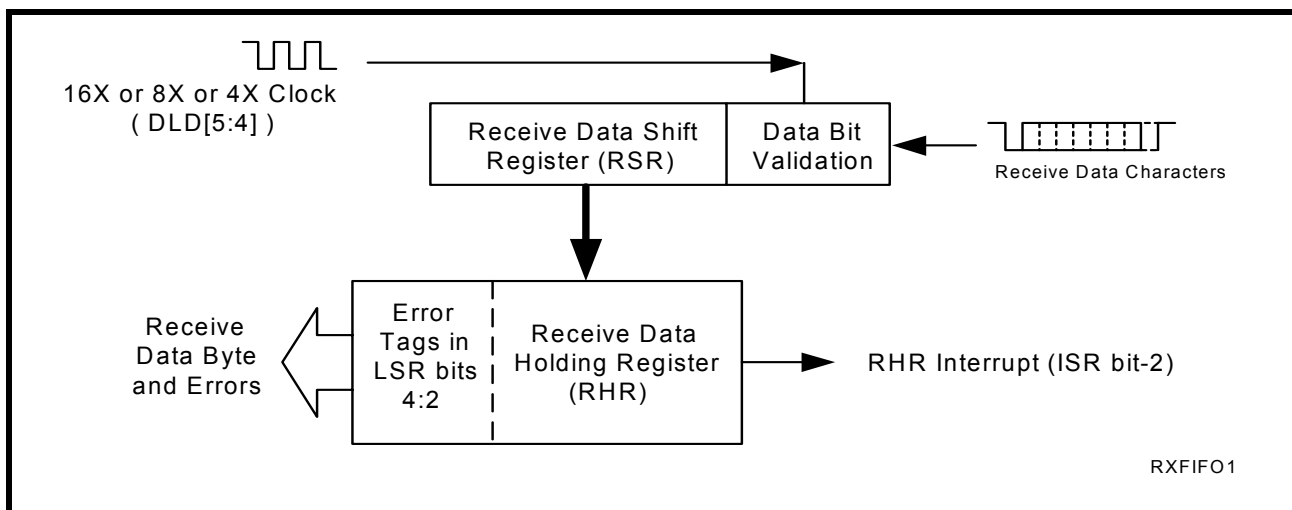 16X or 8X or 4X Clock
( DLD[5:4] )
Receive Data Shift
Register (RSR)
Data Bit
Validation
Receive Data Characters
Receive
Data Byte
and Errors
Error
Tags in
LSR bits
4:2
Receive Data
Holding Register
(RHR)
RHR Interrupt (ISR bit-2)
RXFIFO1